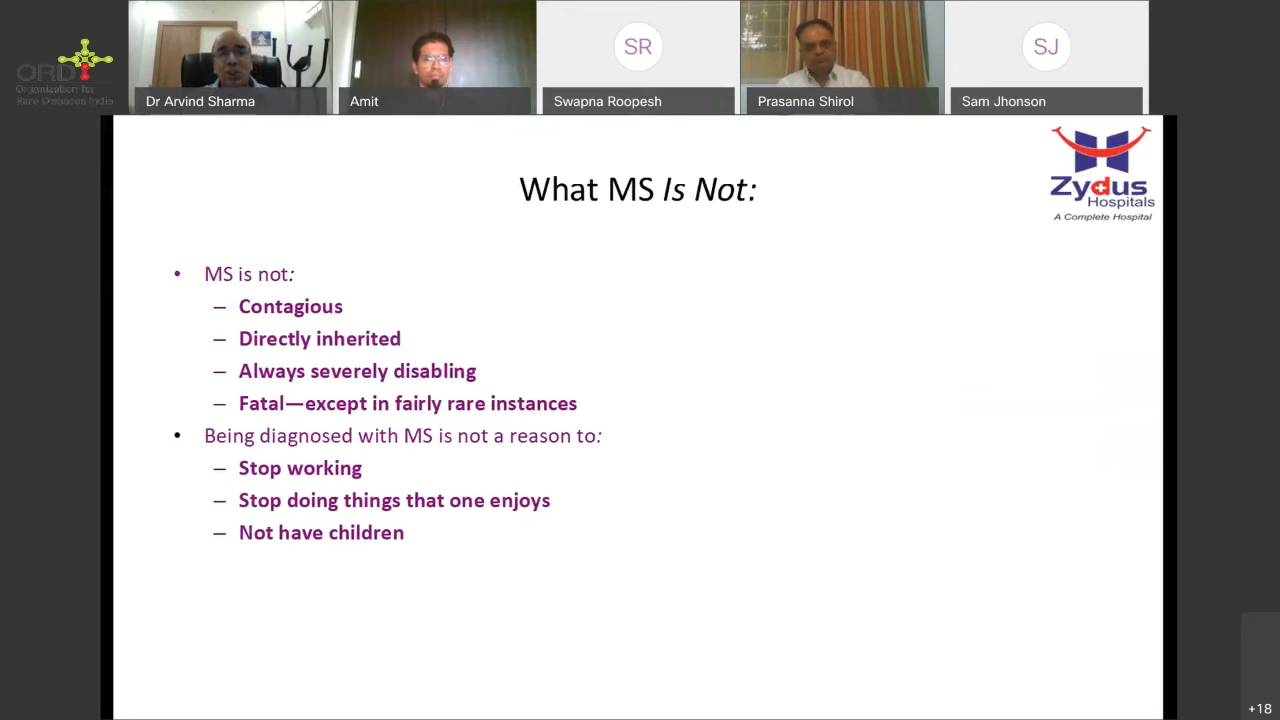 ORDI
Organization for
Rare Diseases India
Dr Arvind Sharma
Amit
SR
Swapna Roopesh
Prasanna Shirol
SJ
Sam Jhonson
Zydus
Hospitals
A Complete Hospital
What MS Is Not:
• MS is not:
– Contagious
– Directly inherited
– Always severely disabling
– Fatal—except in fairly rare instances
• Being diagnosed with MS is not a reason to:
– Stop working
– Stop doing things that one enjoys
– Not have children
+18